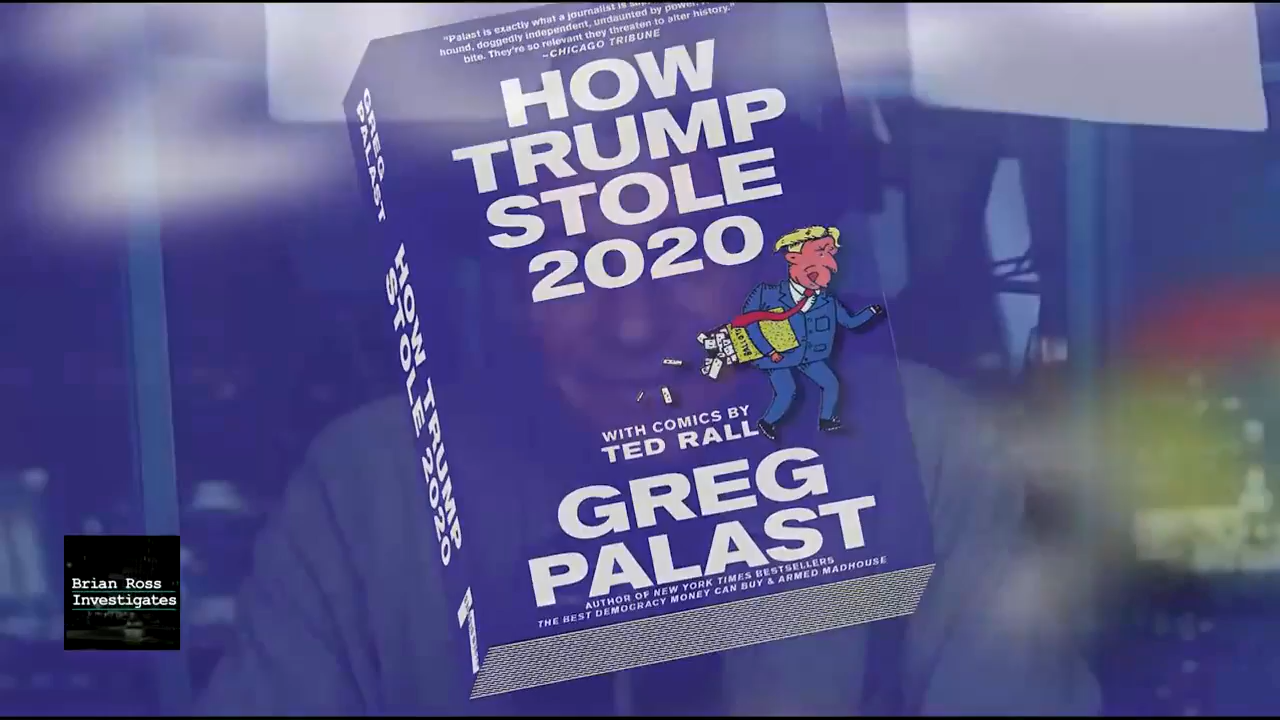 "Palast is exactly what a journalist is
hound, doggedly independent, undaunted by power.
bite. They're so relevant they threaten to alter history."
~CHICAGO TRIBUNE
HOW
TRUMP
STOLE
2020
BALLOTS
WITH COMICS BY
TED RALL
GREG
PALAST
AUTHOR OF NEW YORK TIMES BESTSELLERS
THE BEST DEMOCRACY MONEY CAN BUY & ARMED MADHOUSE
GREG
PALAST
HOW TRUMP
STOLE 2020
Brian Ross
Investigates